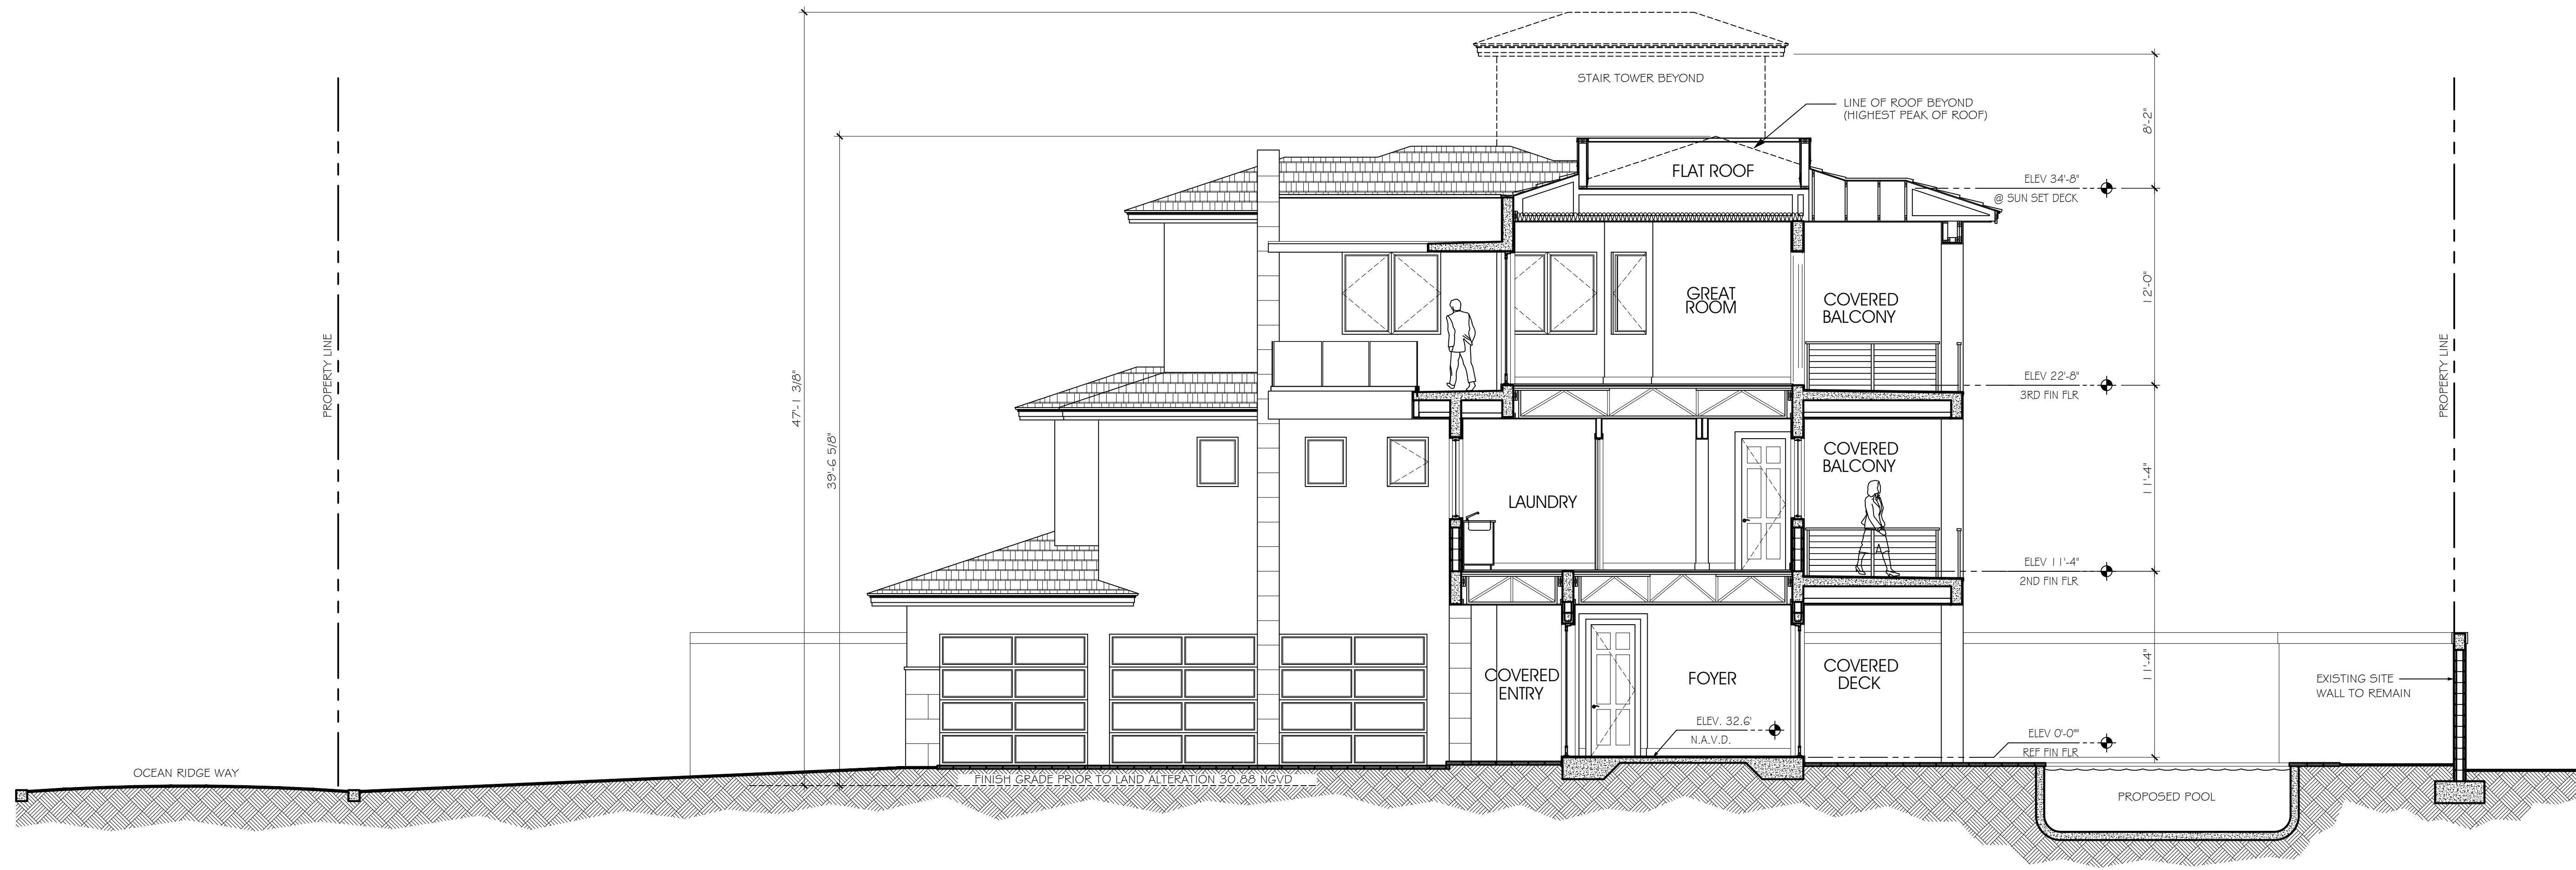 STAIR TOWER BEYOND
LINE OF ROOF BEYOND
(HIGHEST PEAK OF ROOF)
8'-2"
FLAT ROOF
ELEV 34'-8"
@ SUN SET DECK
12'-0"
GREAT
ROOM
COVERED
BALCONY
PROPERTY LINE
47'-1 3/8"
39'-6 5/8"
PROPERTY LINE
ELEV 22'-8"
3RD FIN FLR
COVERED
BALCONY
LAUNDRY
11'-4"
ELEV 11'-4"
2ND FIN FLR
COVERED
ENTRY
FOYER
COVERED
DECK
11'-4"
EXISTING SITE
WALL TO REMAIN
ELEV. 32.6'
N.A.V.D.
ELEV 0'-0""
REF FIN FLR
OCEAN RIDGE WAY
FINISH GRADE PRIOR TO LAND ALTERATION 30.88 NGVD
PROPOSED POOL